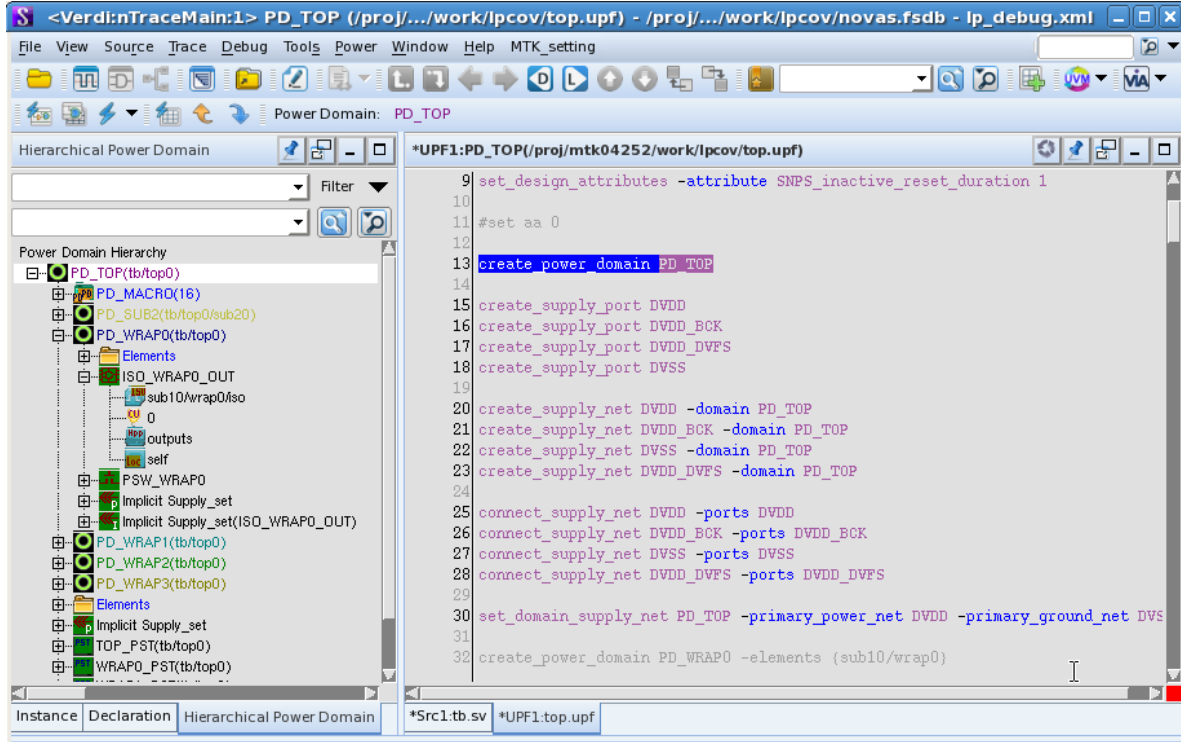 <Verdi:nTraceMain:1> PD_TOP (/proj/.../work/lpcov/top.upf) - /proj/.../work/lpcov/novas.fsdb - lp_debug.xml
File View Source Trace Debug Tools Power Window Help MTK_setting
UVM VIA
Power Domain: PD_TOP
Hierarchical Power Domain
Filter
Power Domain Hierarchy
PD_TOP(tb/top0)
PD_MACRO(16)
PD_SUB2(tb/top0/sub20)
PD_WRAP0(tb/top0)
Elements
ISO_WRAP0_OUT
sub10/wrap0/iso
0
outputs
self
PSW_WRAP0
Implicit Supply_set
Implicit Supply_set(ISO_WRAP0_OUT)
PD_WRAP1(tb/top0)
PD_WRAP2(tb/top0)
PD_WRAP3(tb/top0)
Elements
Implicit Supply_set
TOP_PST(tb/top0)
WRAP0_PST(tb/top0)
Instance Declaration Hierarchical Power Domain
*UPF1:PD_TOP(/proj/mtk04252/work/lpcov/top.upf)
9 set_design_attributes -attribute SNPS_inactive_reset_duration 1
10
11 #set aa 0
12
13 create_power_domain PD_TOP
14
15 create_supply_port DVDD
16 create_supply_port DVDD_BCK
17 create_supply_port DVDD_DVFS
18 create_supply_port DVSS
19
20 create_supply_net DVDD -domain PD_TOP
21 create_supply_net DVDD_BCK -domain PD_TOP
22 create_supply_net DVSS -domain PD_TOP
23 create_supply_net DVDD_DVFS -domain PD_TOP
24
25 connect_supply_net DVDD -ports DVDD
26 connect_supply_net DVDD_BCK -ports DVDD_BCK
27 connect_supply_net DVSS -ports DVSS
28 connect_supply_net DVDD_DVFS -ports DVDD_DVFS
29
30 set_domain_supply_net PD_TOP -primary_power_net DVDD -primary_ground_net DVS
31
32 create_power_domain PD_WRAP0 -elements {sub10/wrap0}
*Src1:tb.sv *UPF1:top.upf